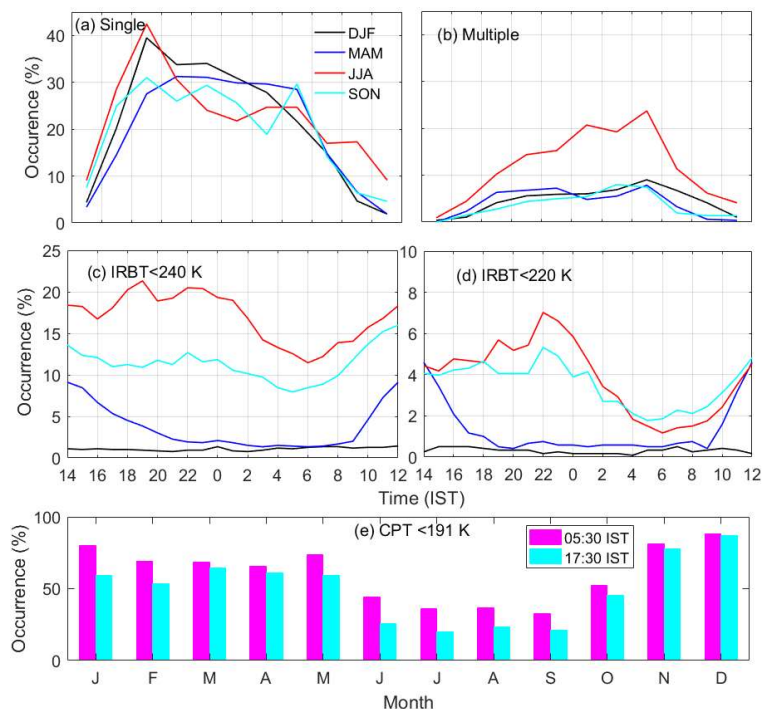 (a) Single
(b) Multiple
DJF
MAM
JJA
SON
Occurrence (%)
40
30
20
10
0
(c) IRBT<240 K
(d) IRBT<220 K
Occurrence (%)
25
20
15
10
5
0
10
8
6
4
2
0
14 16 18 20 22 0 2 4 6 8 10 12
14 16 18 20 22 0 2 4 6 8 10 12
Time (IST)
(e) CPT <191 K
05:30 IST
17:30 IST
Occurrence (%)
100
50
0
J F M A M J J A S O N D
Month